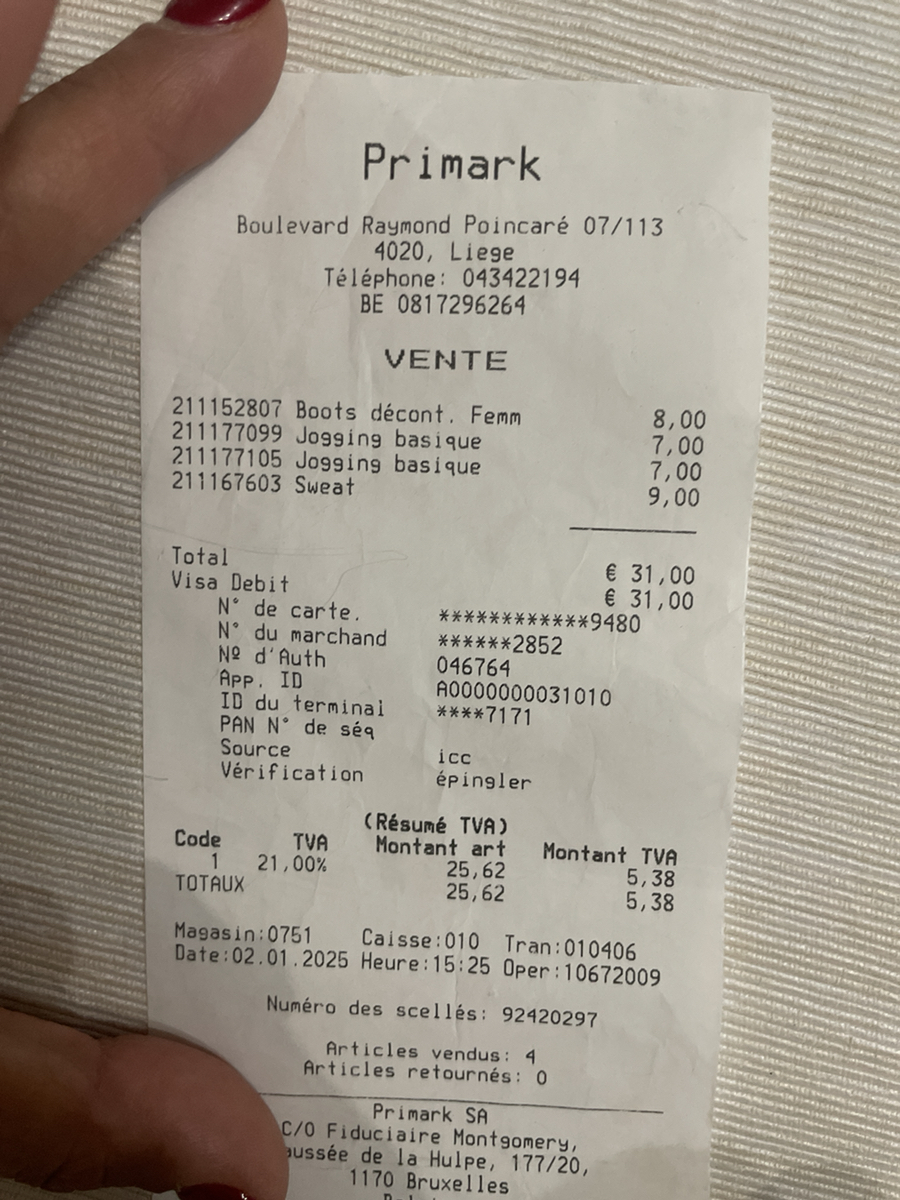 Primark
Boulevard Raymond Poincaré 07/113
4020, Liege
Téléphone: 043422194
BE 0817296264
VENTE
211152807 Boots décont. Femm 8,00
211177099 Jogging basique 7,00
211177105 Jogging basique 7,00
211167603 Sweat 9,00
Total € 31,00
Visa Debit € 31,00
N° de carte. ************9480
N° du marchand ******2852
Nº d'Auth 046764
App. ID A0000000031010
ID du terminal ****7171
PAN N° de séq
Source icc
Vérification épingler
(Résumé TVA)
Code TVA Montant art Montant TVA
1 21,00% 25,62 5,38
TOTAUX 25,62 5,38
Magasin:0751 Caisse:010 Tran:010406
Date:02.01.2025 Heure:15:25 Oper:10672009
Numéro des scellés: 92420297
Articles vendus: 4
Articles retournés: 0
Primark SA
C/O Fiduciaire Montgomery,
de la Hulpe, 177/20,
1170 Bruxelles